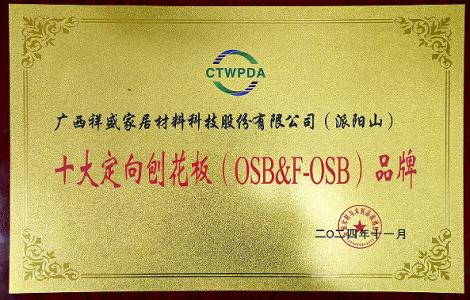 CTWPDA
广西祥盛家居材料科技股份有限公司（派阳山）
十大定向刨花板（OSB&F-OSB）品牌
二〇二四年十一月